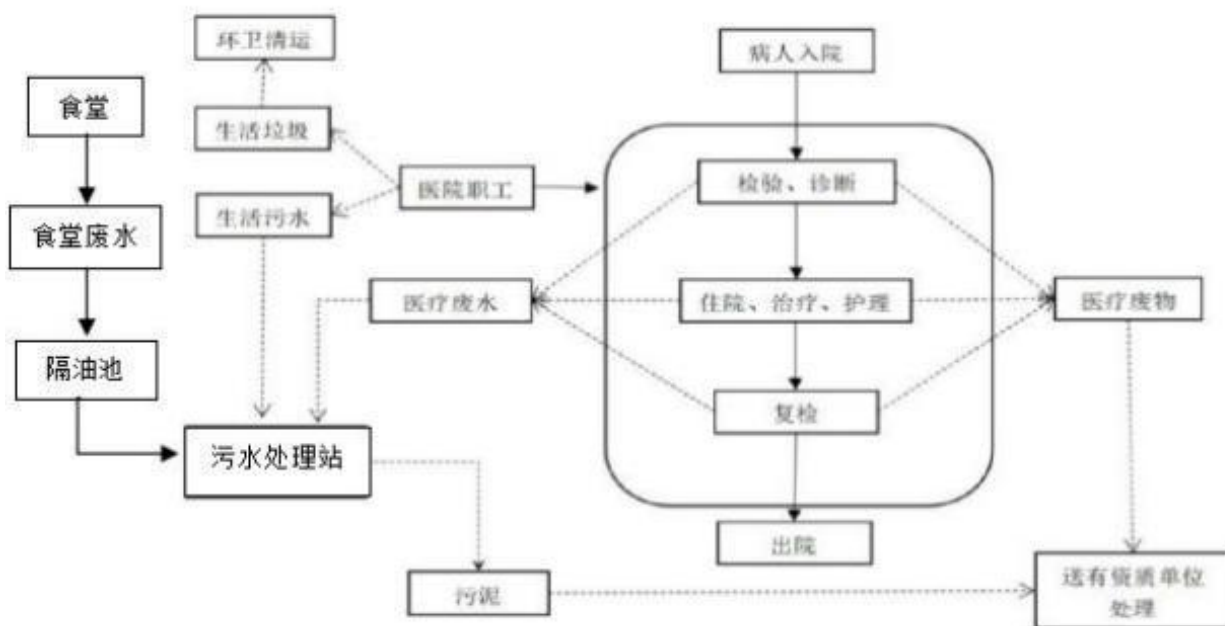 环卫清运
病人入院
食堂
生活垃圾
检验、诊断
医院职工
生活污水
食堂废水
医疗废水
住院、治疗、护理
医疗废物
隔油池
复检
污水处理站
出院
污泥
送有资质单位
处理